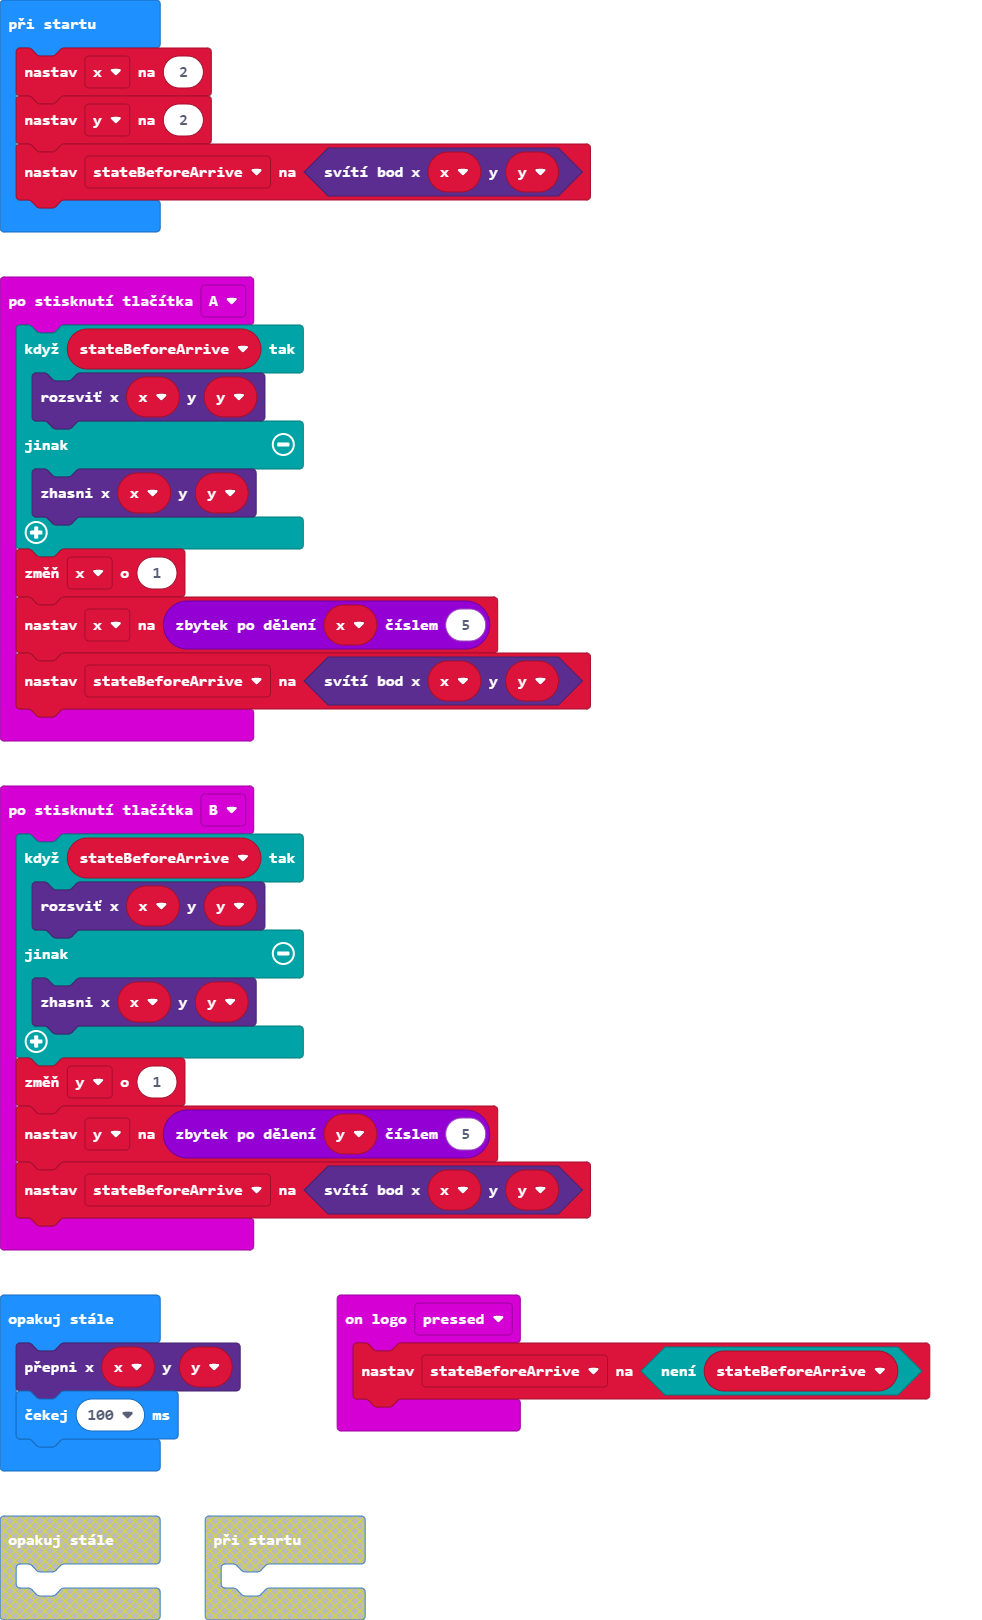 při startu
nastav x na 2
nastav y na 2
nastav stateBeforeArrive na svítí bod x x y y
po stisknutí tlačítka A
když stateBeforeArrive tak
rozsviť x x y y
jinak
zhasni x x y y
změň x o 1
nastav x na zbytek po dělení x číslem 5
nastav stateBeforeArrive na svítí bod x x y y
po stisknutí tlačítka B
když stateBeforeArrive tak
rozsviť x x y y
jinak
zhasni x x y y
změň y o 1
nastav y na zbytek po dělení y číslem 5
nastav stateBeforeArrive na svítí bod x x y y
opakuj stále
přepni x x y y
čekej 100 ms
on logo pressed
nastav stateBeforeArrive na není stateBeforeArrive
opakuj stále
při startu